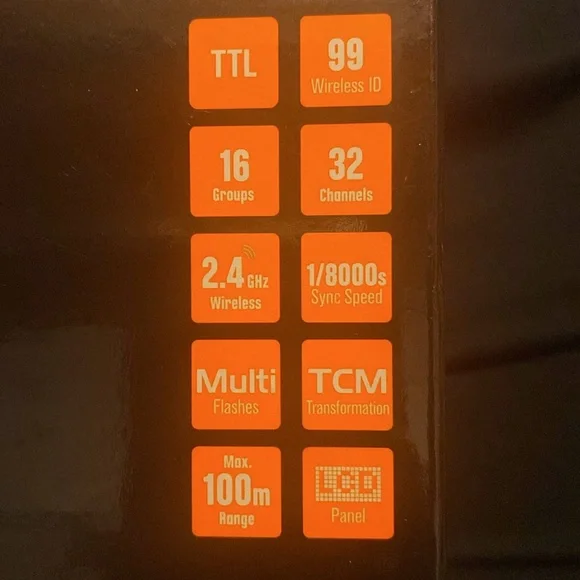 TTL
99
Wireless ID
16
Groups
32
Channels
2.4 GHz
Wireless
1/8000s
Sync Speed
Multi
Flashes
TCM
Transformation
Max.
100m
Range
LCD
Panel